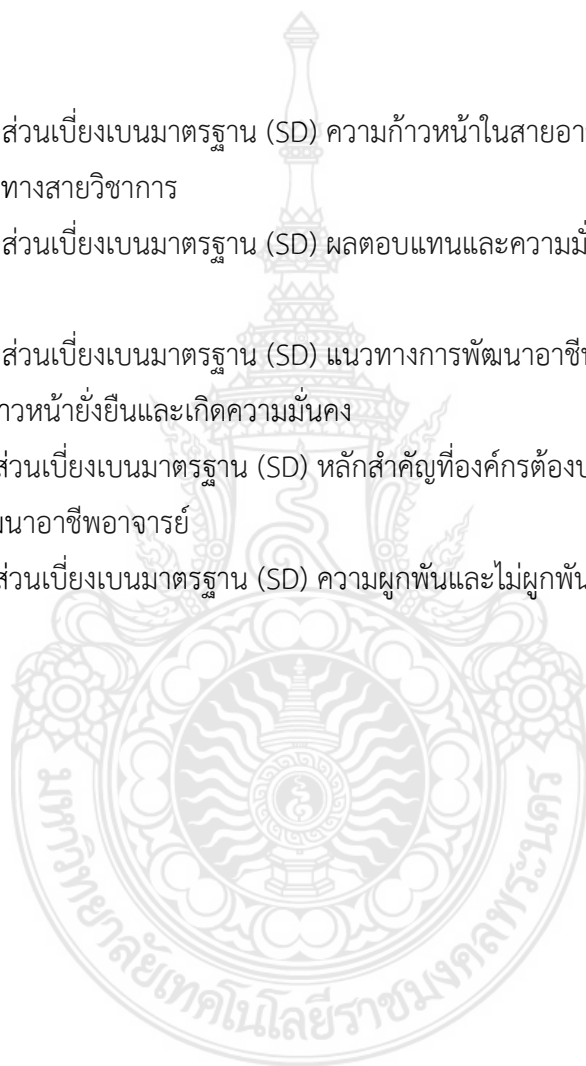 ส่วนเบี่ยงเบนมาตรฐาน (SD) ความก้าวหน้าในสายอา
ทางสายวิชาการ
ส่วนเบี่ยงเบนมาตรฐาน (SD) ผลตอบแทนและความมั่
ส่วนเบี่ยงเบนมาตรฐาน (SD) แนวทางการพัฒนาอาชีพ
าวหน้ายั่งยืนและเกิดความมั่นคง
ส่วนเบี่ยงเบนมาตรฐาน (SD) หลักสำคัญที่องค์กรต้อง
นาอาชีพอาจารย์
ส่วนเบี่ยงเบนมาตรฐาน (SD) ความผูกพันและไม่ผูกพัน
มหาวิทยาลัยเทคโนโลยีราชมงคลพระนคร